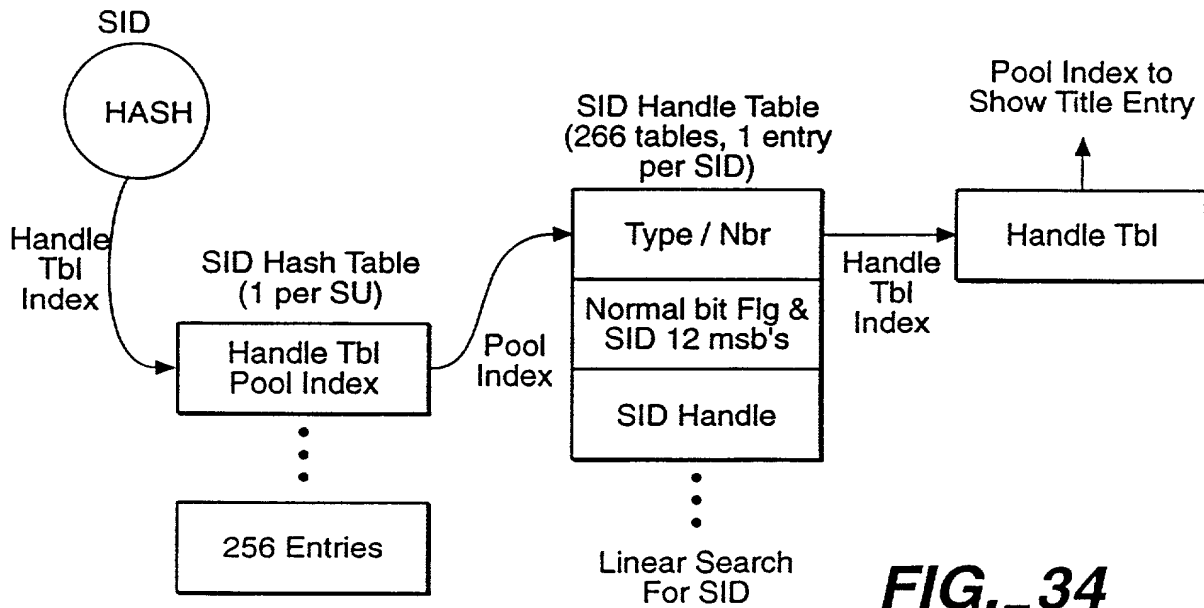 SID
HASH
Handle
Tbl
Index
SID Hash Table
(1 per SU)
Handle Tbl
Pool Index
256 Entries
Pool
Index
SID Handle Table
(266 tables, 1 entry
per SID)
Type / Nbr
Normal bit Flg &
SID 12 msb's
SID Handle
Linear Search
For SID
Handle
Tbl
Index
Pool Index to
Show Title Entry
Handle Tbl
FIG._34